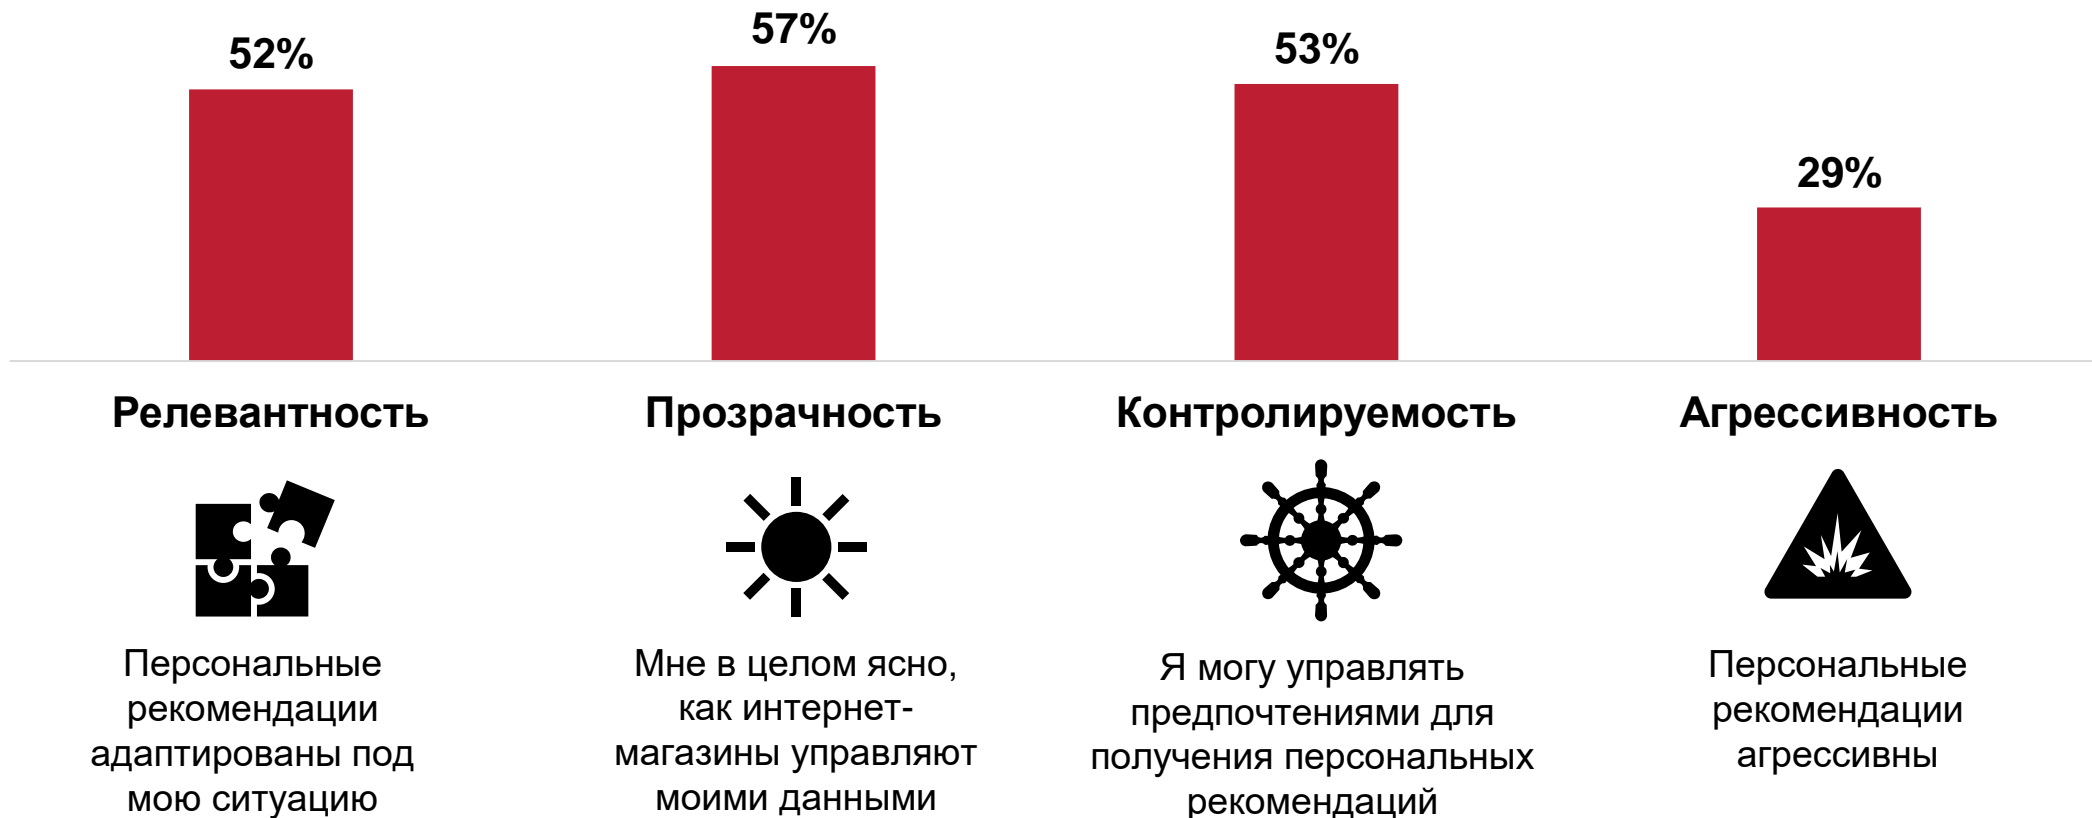 52%
57%
53%
29%
Релевантность
Прозрачность
Контролируемость
Агрессивность
Персональные
рекомендации
адаптированы под
мою ситуацию
Мне в целом ясно,
как интернет-
магазины управляют
моими данными
Я могу управлять
предпочтениями для
получения персональных
рекомендаций
Персональные
рекомендации
агрессивны